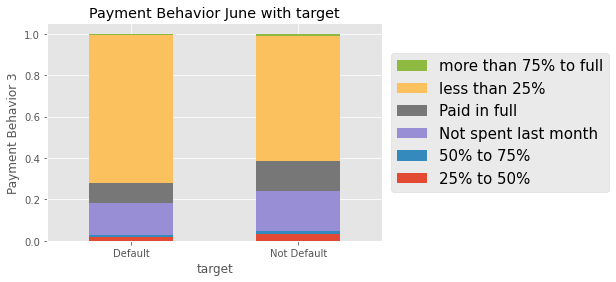 Payment Behavior June with target
Payment Behavior 3
1.0
0.8
0.6
0.4
0.2
0.0
Default
Not Default
target
more than 75% to full
less than 25%
Paid in full
Not spent last month
50% to 75%
25% to 50%